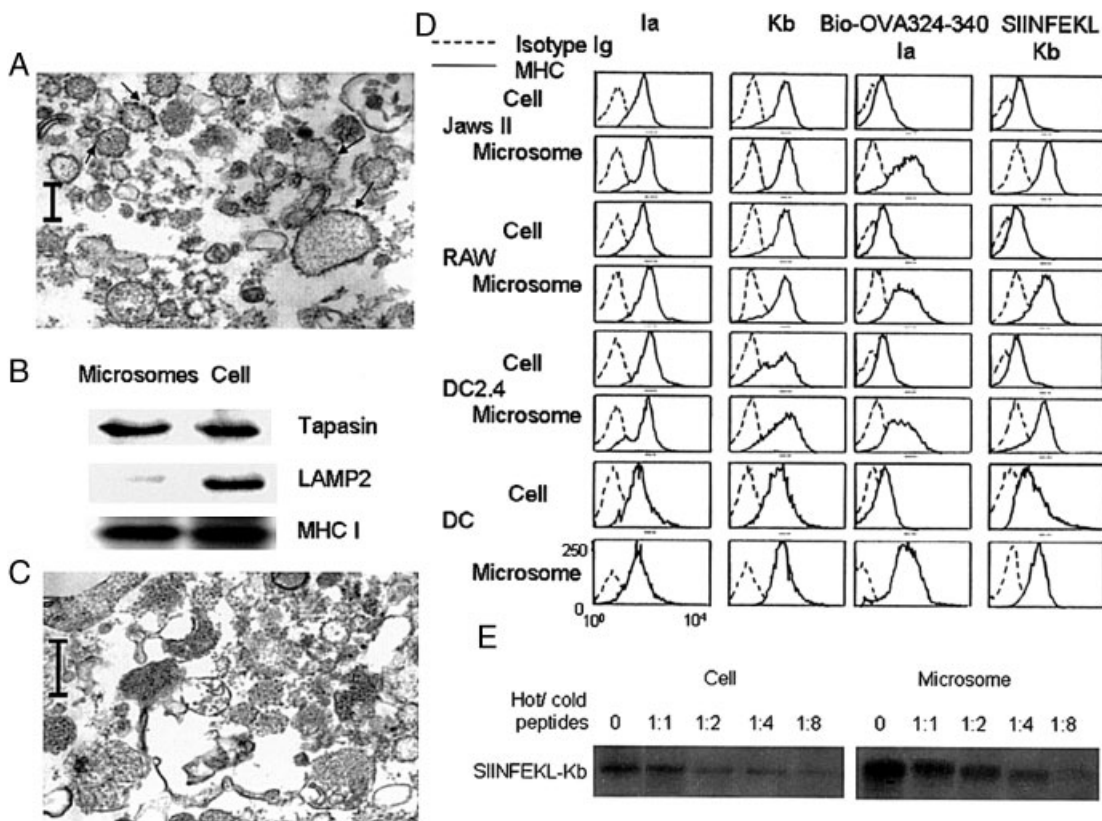 A
B
Microsomes Cell
Tapasin
LAMP2
MHC I
C
D
Ia Kb Bio-OVA324-340 SIINFEKL
Ia Kb
Isotype Ig
MHC
Cell
Jaws II
Microsome
Cell
RAW
Microsome
Cell
DC2.4
Microsome
Cell
DC
Microsome
250
0
10⁰ 10⁴
E
Cell Microsome
Hot/ cold
peptides 0 1:1 1:2 1:4 1:8 0 1:1 1:2 1:4 1:8
SIINFEKL-Kb